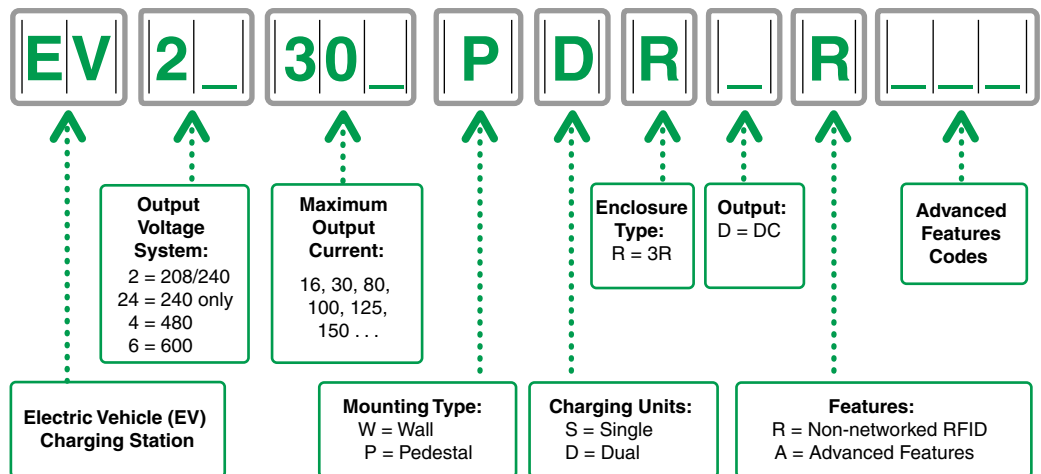 EV 2_ 30_ P D R _ R _ _ _
Output
Voltage
System:
2 = 208/240
24 = 240 only
4 = 480
6 = 600
Maximum
Output
Current:
16, 30, 80,
100, 125,
150 . . .
Enclosure
Type:
R = 3R
Output:
D = DC
Advanced
Features
Codes
Electric Vehicle (EV)
Charging Station
Mounting Type:
W = Wall
P = Pedestal
Charging Units:
S = Single
D = Dual
Features:
R = Non-networked RFID
A = Advanced Features